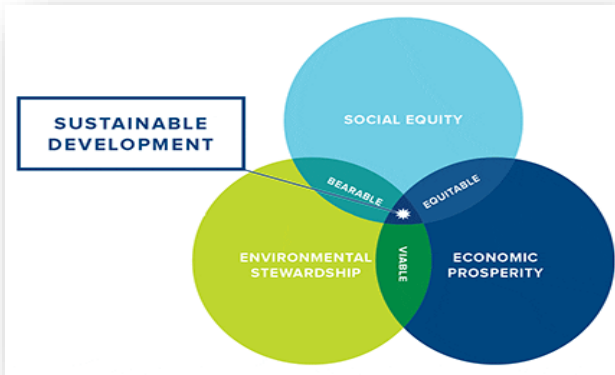 SOCIAL EQUITY
SUSTAINABLE
DEVELOPMENT
BEARABLE
EQUITABLE
ENVIRONMENTAL
STEWARDSHIP
VIABLE
ECONOMIC
PROSPERITY